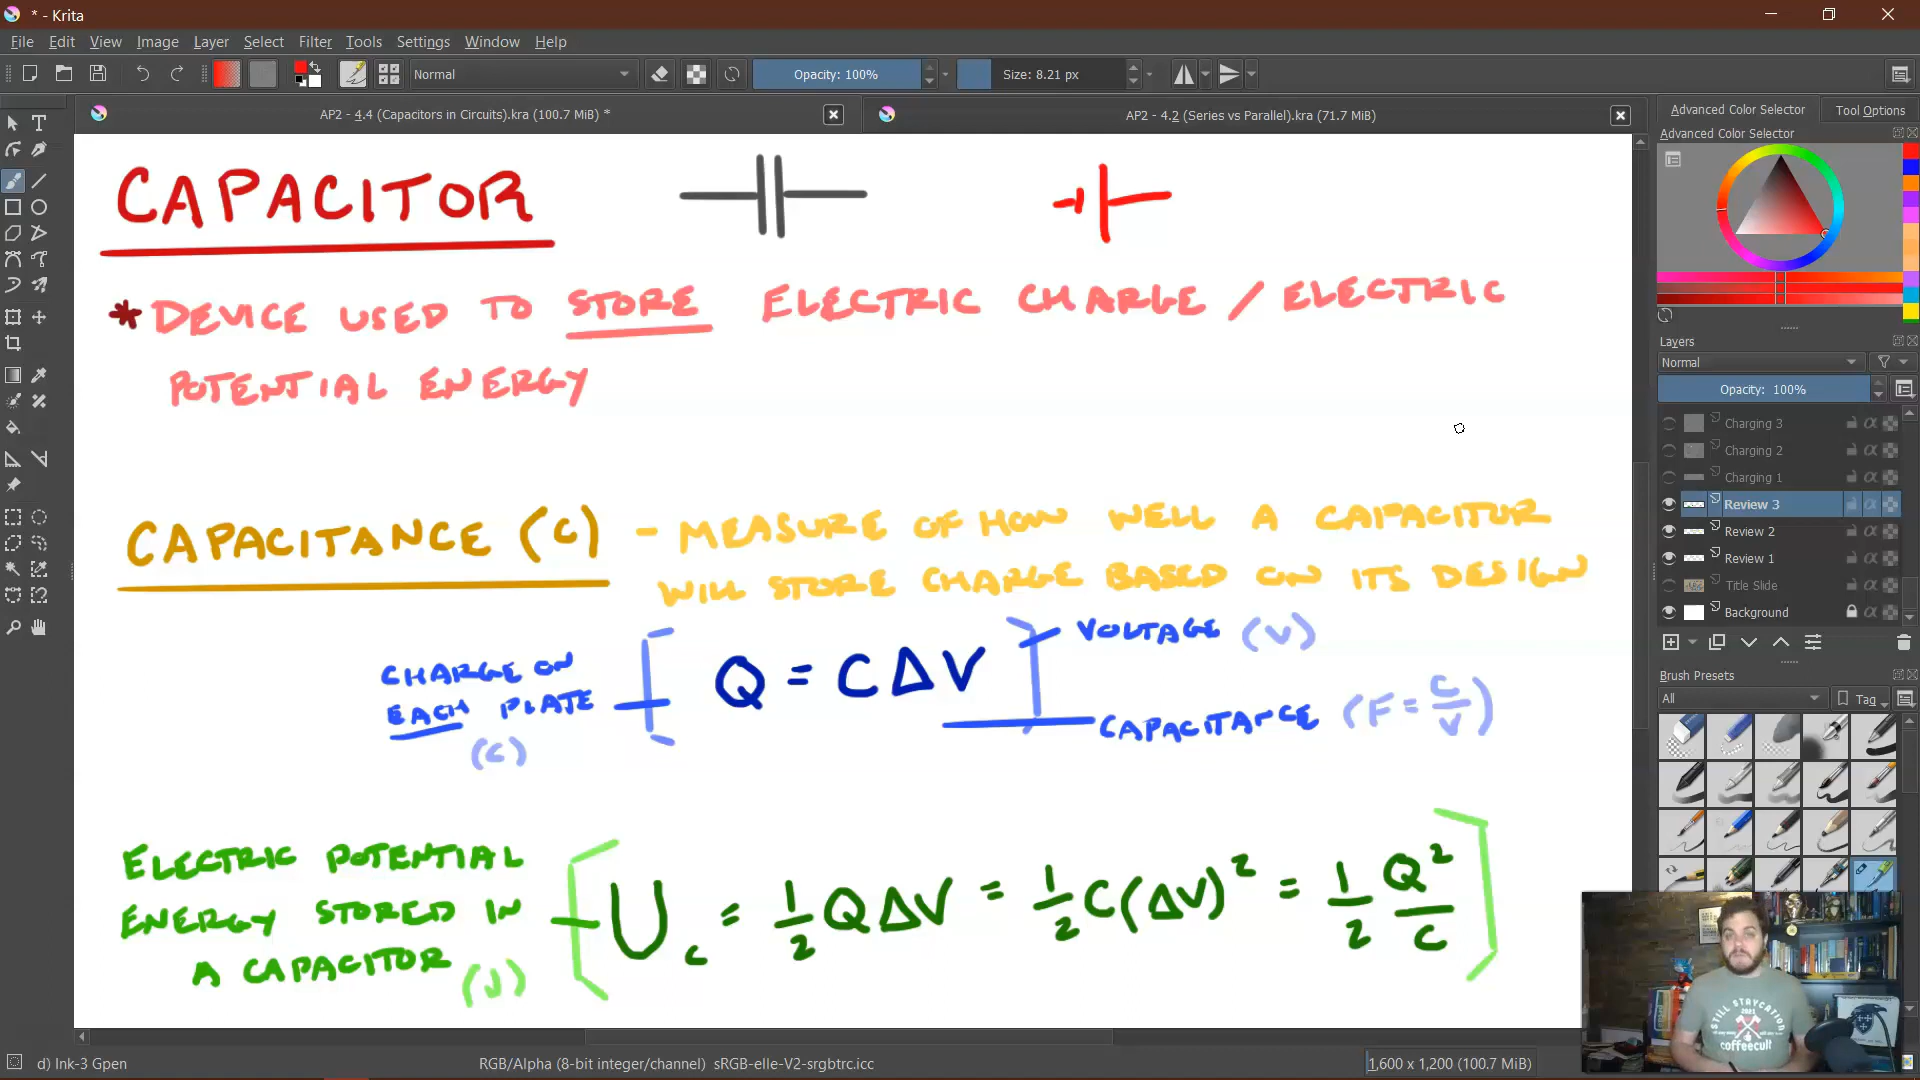 * - Krita
File Edit View Image Layer Select Filter Tools Settings Window Help
Normal
Opacity: 100%
Size: 8.21 px
AP2 - 4.4 (Capacitors in Circuits).kra (100.7 MiB) *
AP2 - 4.2 (Series vs Parallel).kra (71.7 MiB)
Advanced Color Selector
Tool Options
Advanced Color Selector
CAPACITOR
* DEVICE USED TO STORE ELECTRIC CHARGE / ELECTRIC
POTENTIAL ENERGY
CAPACITANCE (C) - MEASURE OF HOW WELL A CAPACITOR
WILL STORE CHARGE BASED ON ITS DESIGN
CHARGE ON
EACH PLATE
(C)
Q = CΔV
VOLTAGE (V)
CAPACITANCE (F = C/V)
ELECTRIC POTENTIAL
ENERGY STORED IN
A CAPACITOR (J)
U_C = 1/2 QΔV = 1/2 C(ΔV)² = 1/2 Q²/C
Layers
Normal
Opacity: 100%
Charging 3
Charging 2
Charging 1
Review 3
Review 2
Review 1
Title Slide
Background
Brush Presets
All
Tag
STILL STAYCATION
2021
coffeecult
d) Ink-3 Gpen
RGB/Alpha (8-bit integer/channel) sRGB-elle-V2-srgbtrc.icc
1,600 x 1,200 (100.7 MiB)